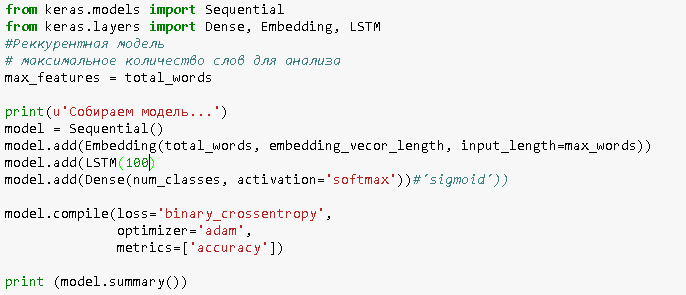 from keras.models import Sequential
from keras.layers import Dense, Embedding, LSTM
#Реккурентная модель
# максимальное количество слов для анализа
max_features = total_words
print(u'Собираем модель...')
model = Sequential()
model.add(Embedding(total_words, embedding_vecor_length, input_length=max_words))
model.add(LSTM(100)
model.add(Dense(num_classes, activation='softmax'))#'sigmoid'))
model.compile(loss='binary_crossentropy',
              optimizer='adam',
              metrics=['accuracy'])
print (model.summary())